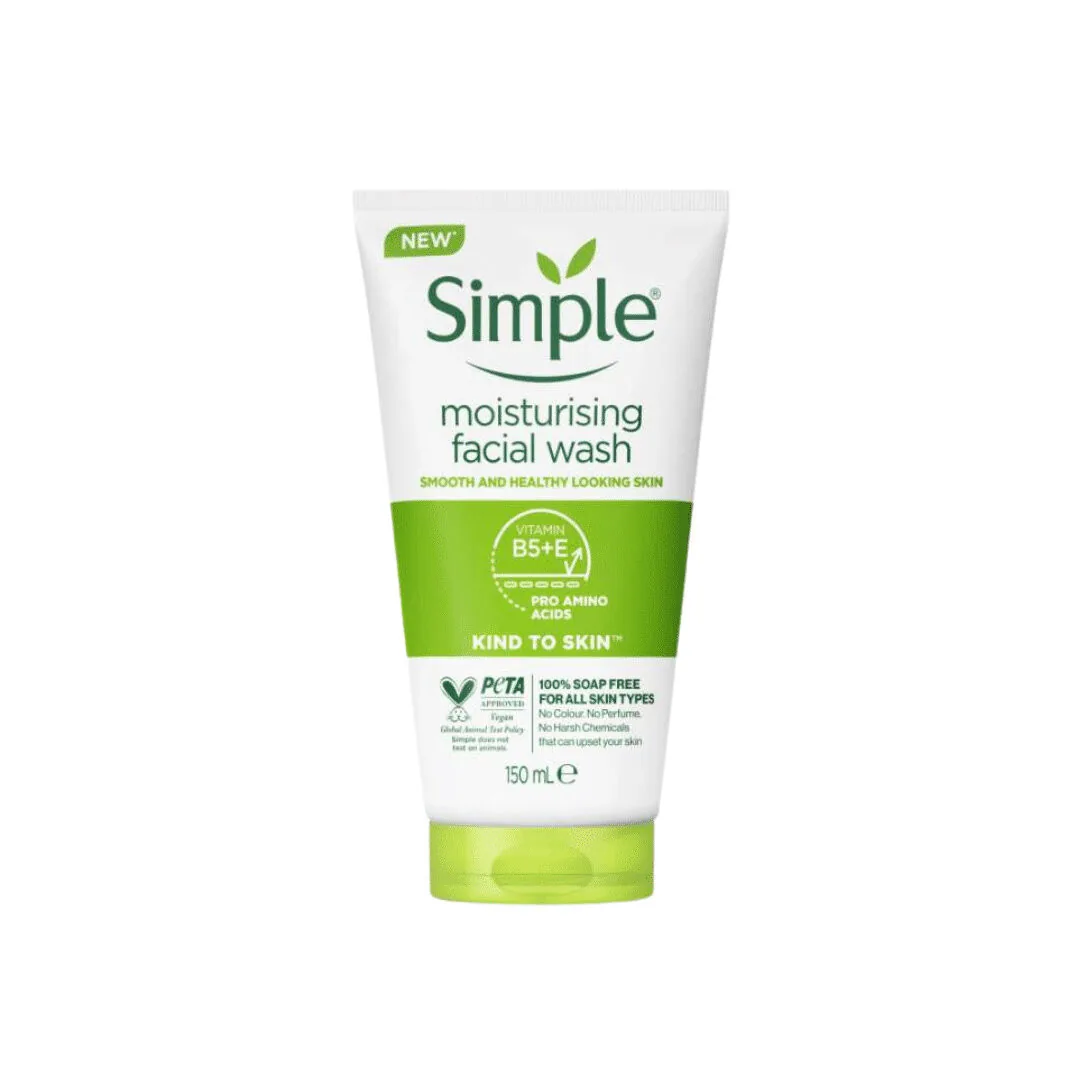 NEW*
Simple®
moisturising
facial wash
SMOOTH AND HEALTHY LOOKING SKIN
VITAMIN
B5+E
PRO AMINO
ACIDS
KIND TO SKIN™
PETA
APPROVED
Vegan
Global Animal Test Policy
Simple does not
test on animals.
100% SOAP FREE
FOR ALL SKIN TYPES
No Colour. No Perfume.
No Harsh Chemicals
that can upset your skin
150 mL ℮